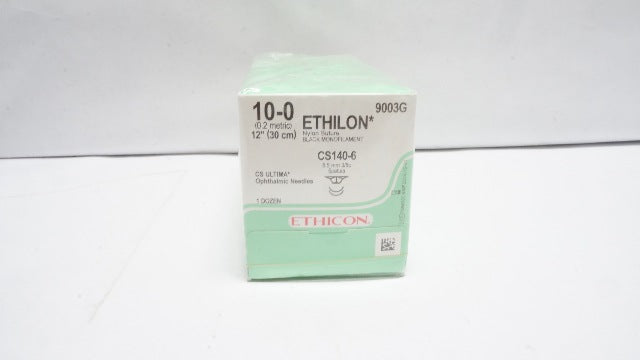 10-0 ETHILON* 9003G
(0.2 metric) Nylon Suture
12" (30 cm) BLACK MONOFILAMENT
CS140-6
CS ULTIMA* Spatula
Ophthalmic Needles
1 DOZEN
ETHICON